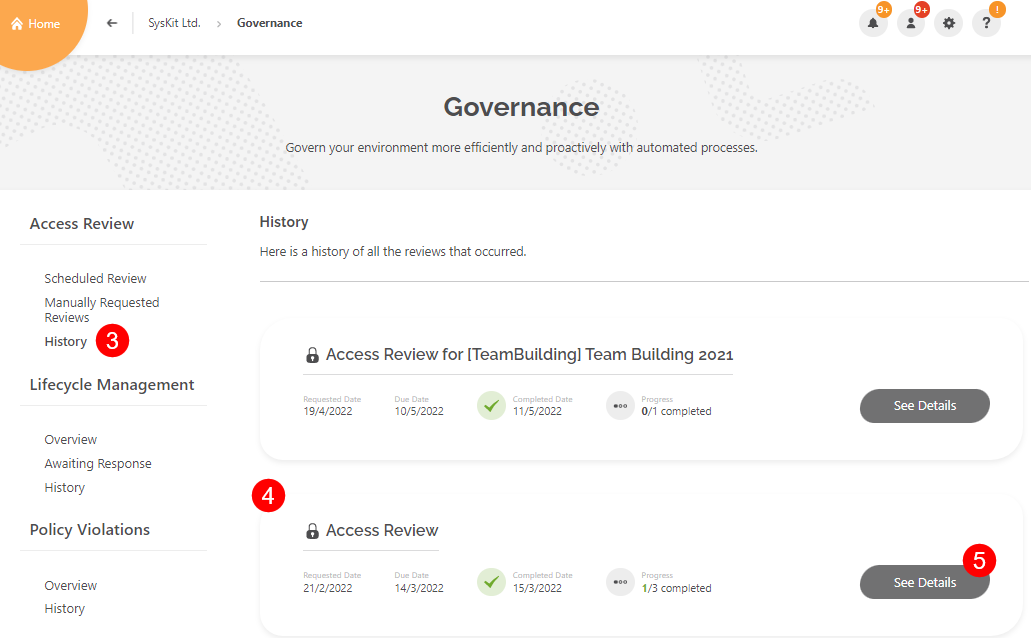 Home
SysKit Ltd. > Governance
9+
9+
!
?
Governance
Govern your environment more efficiently and proactively with automated processes.
Access Review
Scheduled Review
Manually Requested
Reviews
History
3
Lifecycle Management
Overview
Awaiting Response
History
Policy Violations
Overview
History
History
Here is a history of all the reviews that occurred.
Access Review for [TeamBuilding] Team Building 2021
Requested Date Due Date Completed Date Progress
19/4/2022 10/5/2022 11/5/2022 0/1 completed
See Details
4
Access Review
Requested Date Due Date Completed Date Progress
21/2/2022 14/3/2022 15/3/2022 1/3 completed
See Details
5